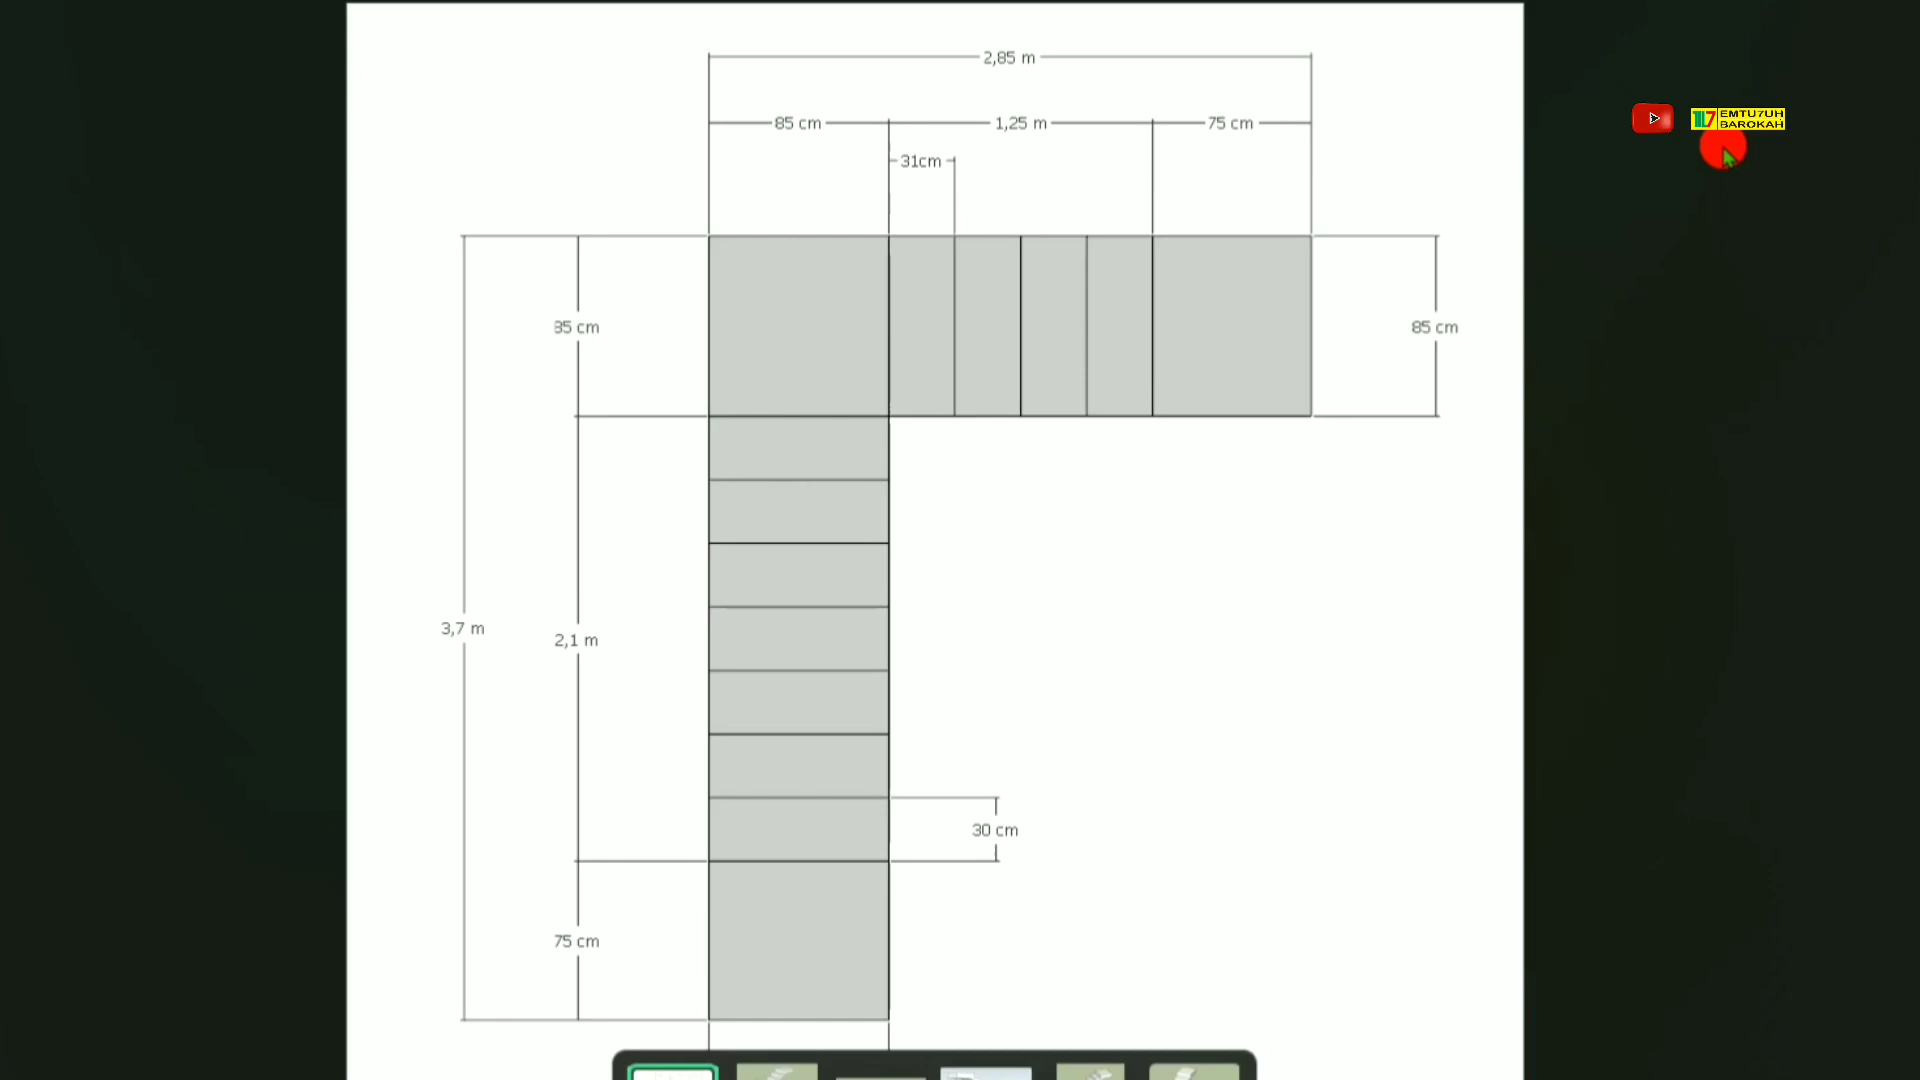 2,85 m
85 cm
1,25 m
75 cm
31cm
EMTU7UH
BAROKAH
85 cm
85 cm
3,7 m
2,1 m
30 cm
75 cm